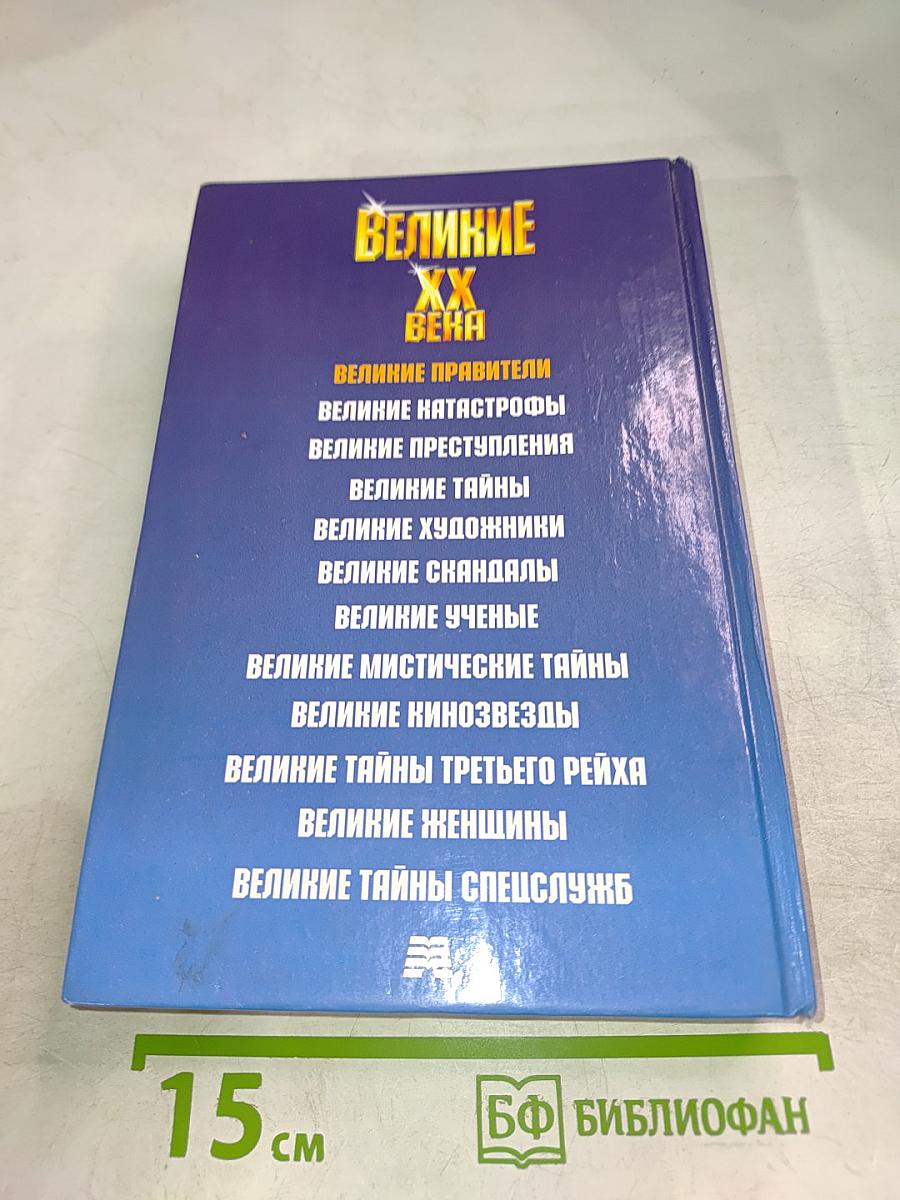 ВЕЛИКИЕ
XX
ВЕКА
ВЕЛИКИЕ ПРАВИТЕЛИ
ВЕЛИКИЕ КАТАСТРОФЫ
ВЕЛИКИЕ ПРЕСТУПЛЕНИЯ
ВЕЛИКИЕ ТАЙНЫ
ВЕЛИКИЕ ХУДОЖНИКИ
ВЕЛИКИЕ СКАНДАЛЫ
ВЕЛИКИЕ УЧЕНЫЕ
ВЕЛИКИЕ МИСТИЧЕСКИЕ ТАЙНЫ
ВЕЛИКИЕ КИНОЗВЕЗДЫ
ВЕЛИКИЕ ТАЙНЫ ТРЕТЬЕГО РЕЙХА
ВЕЛИКИЕ ЖЕНЩИНЫ
ВЕЛИКИЕ ТАЙНЫ СПЕЦСЛУЖБ
15 см
БФ БИБЛИОФАН